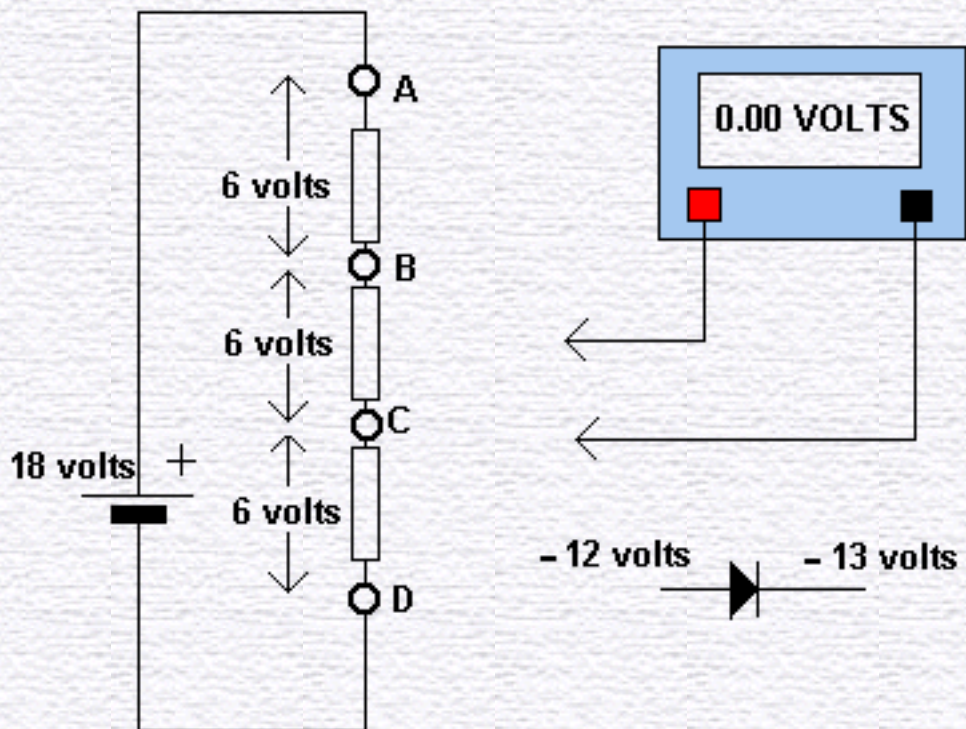 A
0.00 VOLTS
6 volts
B
6 volts
C
18 volts +
6 volts
– 12 volts – 13 volts
D